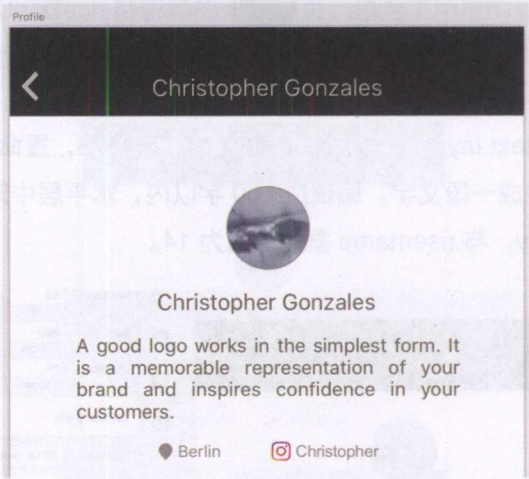 Profile
Christopher Gonzales
Christopher Gonzales
A good logo works in the simplest form. It
is a memorable representation of your
brand and inspires confidence in your
customers.
Berlin
Christopher